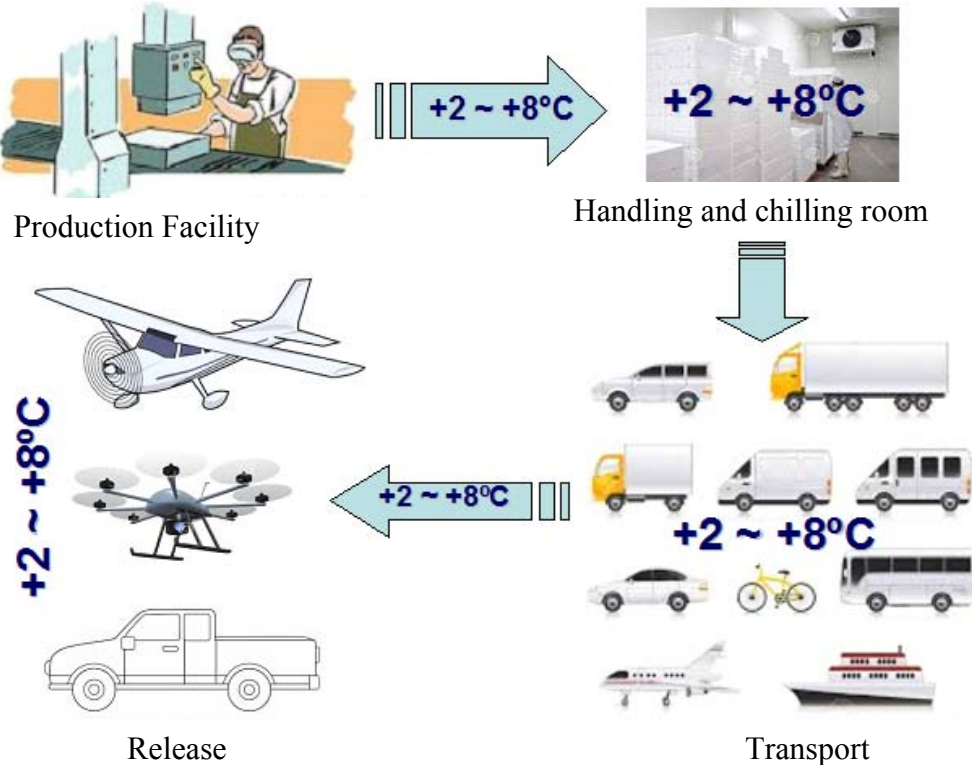 +2 ~ +8ºC
+2 ~ +8ºC
Production Facility
Handling and chilling room
+2 ~ +8ºC
+2 ~ +8ºC
+2 ~ +8ºC
Release
Transport